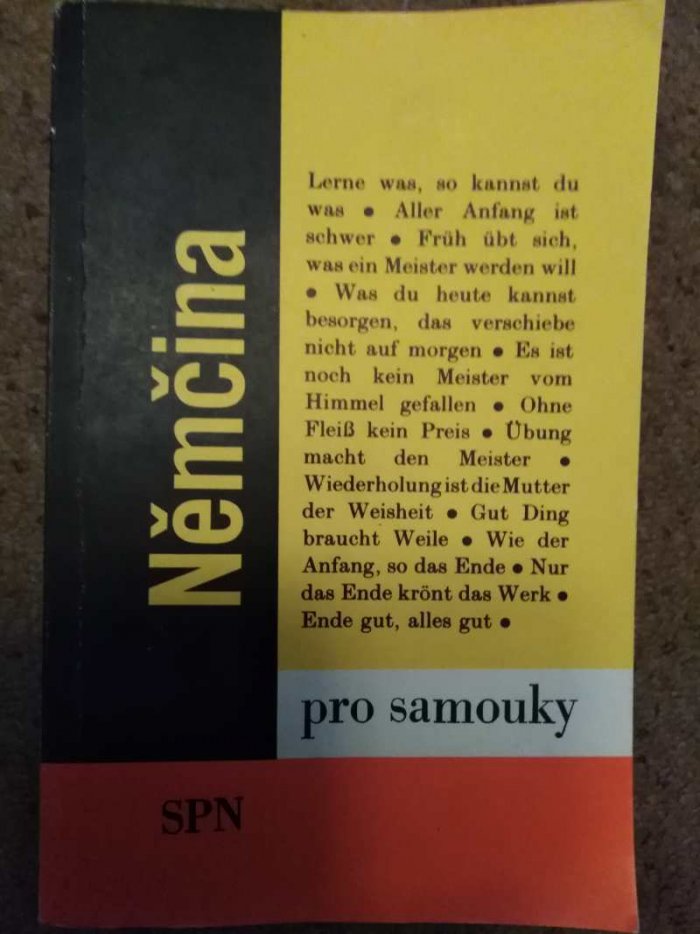 Němčina
Lerne was, so kannst du
was • Aller Anfang ist
schwer • Früh übt sich,
was ein Meister werden will
• Was du heute kannst
besorgen, das verschiebe
nicht auf morgen • Es ist
noch kein Meister vom
Himmel gefallen • Ohne
Fleiß kein Preis • Übung
macht den Meister •
Wiederholung ist die Mutter
der Weisheit • Gut Ding
braucht Weile • Wie der
Anfang, so das Ende • Nur
das Ende krönt das Werk •
Ende gut, alles gut •
pro samouky
SPN